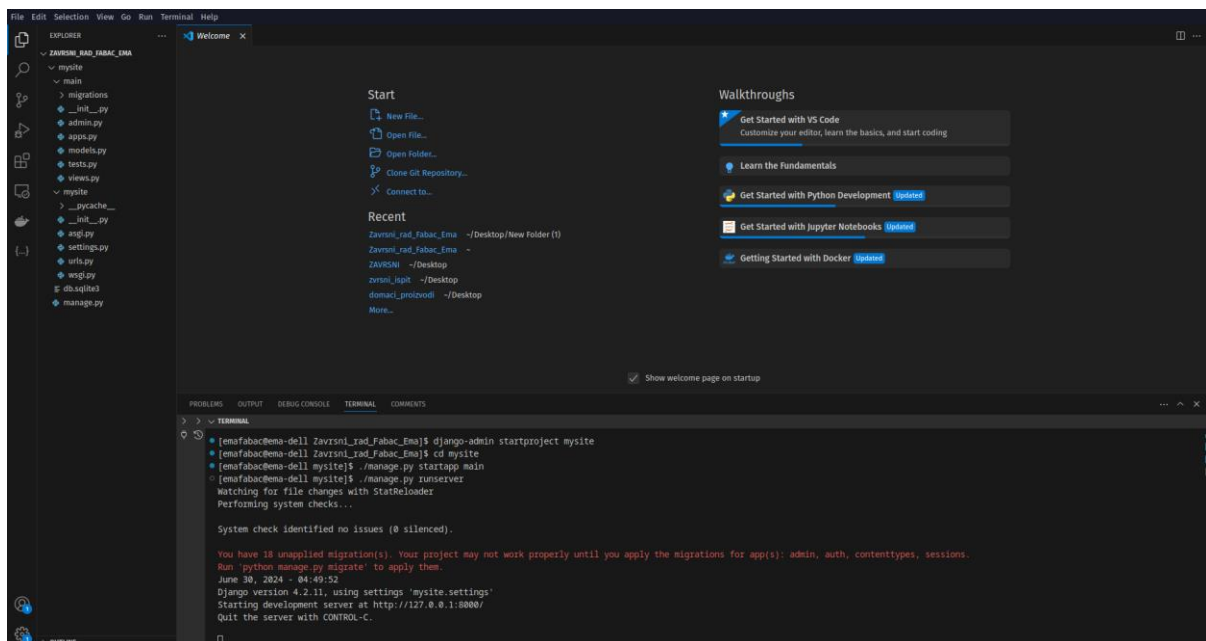 File Edit Selection View Go Run Terminal Help
EXPLORER
ZAVRSNI_RAD_FABAC_EMA
mysite
main
migrations
__init__.py
admin.py
apps.py
models.py
tests.py
views.py
mysite
__pycache__
__init__.py
asgi.py
settings.py
urls.py
wsgi.py
db.sqlite3
manage.py
Welcome
Start
New File...
Open File...
Open Folder...
Clone Git Repository...
Connect to...
Recent
Zavrsni_rad_Fabac_Ema ~/Desktop/New Folder (1)
Zavrsni_rad_Fabac_Ema ~
ZAVRSNI ~/Desktop
zvrsni_ispit ~/Desktop
domaci_proizvodi ~/Desktop
More...
Walkthroughs
Get Started with VS Code
Customize your editor, learn the basics, and start coding
Learn the Fundamentals
Get Started with Python Development Updated
Get Started with Jupyter Notebooks Updated
Getting Started with Docker Updated
Show welcome page on startup
PROBLEMS OUTPUT DEBUG CONSOLE TERMINAL COMMENTS
TERMINAL
[emafabac@ema-dell Zavrsni_rad_Fabac_Ema]$ django-admin startproject mysite
[emafabac@ema-dell Zavrsni_rad_Fabac_Ema]$ cd mysite
[emafabac@ema-dell mysite]$ ./manage.py startapp main
[emafabac@ema-dell mysite]$ ./manage.py runserver
Watching for file changes with StatReloader
Performing system checks...
System check identified no issues (0 silenced).
You have 18 unapplied migration(s). Your project may not work properly until you apply the migrations for app(s): admin, auth, contenttypes, sessions.
Run 'python manage.py migrate' to apply them.
June 30, 2024 - 04:49:52
Django version 4.2.11, using settings 'mysite.settings'
Starting development server at http://127.0.0.1:8000/
Quit the server with CONTROL-C.